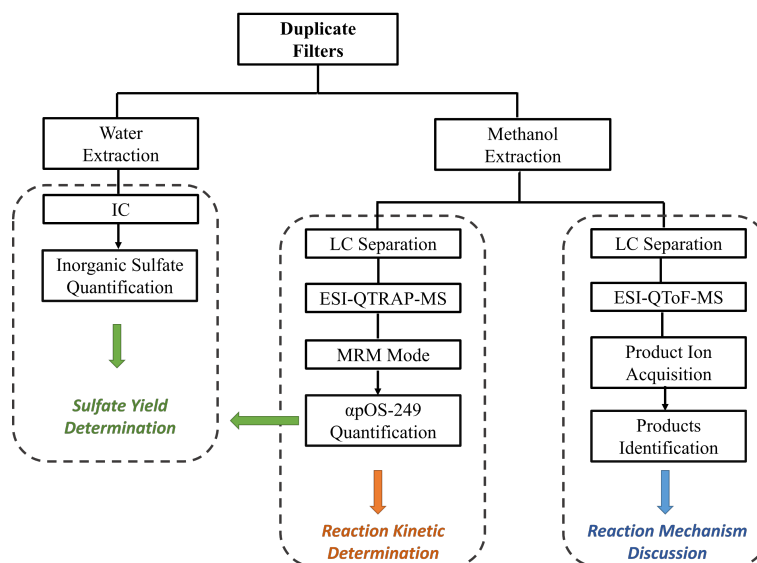 Duplicate
Filters
Water
Extraction
IC
Inorganic Sulfate
Quantification
Sulfate Yield
Determination
Methanol
Extraction
LC Separation
ESI-QTRAP-MS
MRM Mode
αpOS-249
Quantification
Reaction Kinetic
Determination
LC Separation
ESI-QToF-MS
Product Ion
Acquisition
Products
Identification
Reaction Mechanism
Discussion